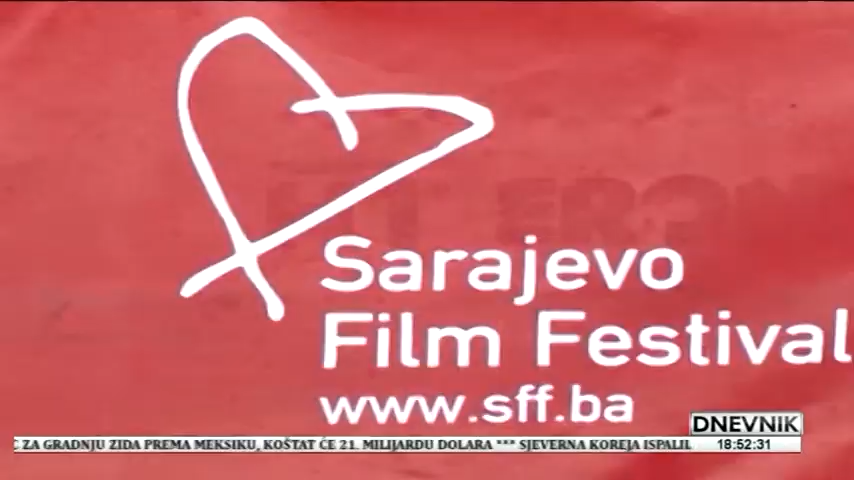 Sarajevo
Film Festival
www.sff.ba
DNEVNIK
ZA GRADNJU ZIDA PREMA MEKSIKU, KOŠTAT ĆE 21. MILIJARDU DOLARA *** SJEVERNA KOREJA ISPALIL
18:52:31